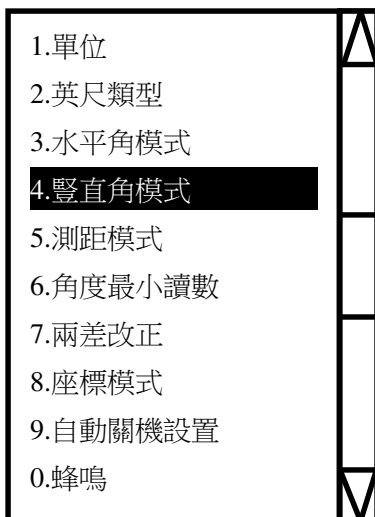 1.單位
2.英尺類型
3.水平角模式
4.豎直角模式
5.測距模式
6.角度最小讀數
7.兩差改正
8.座標模式
9.自動關機設置
0.蜂鳴